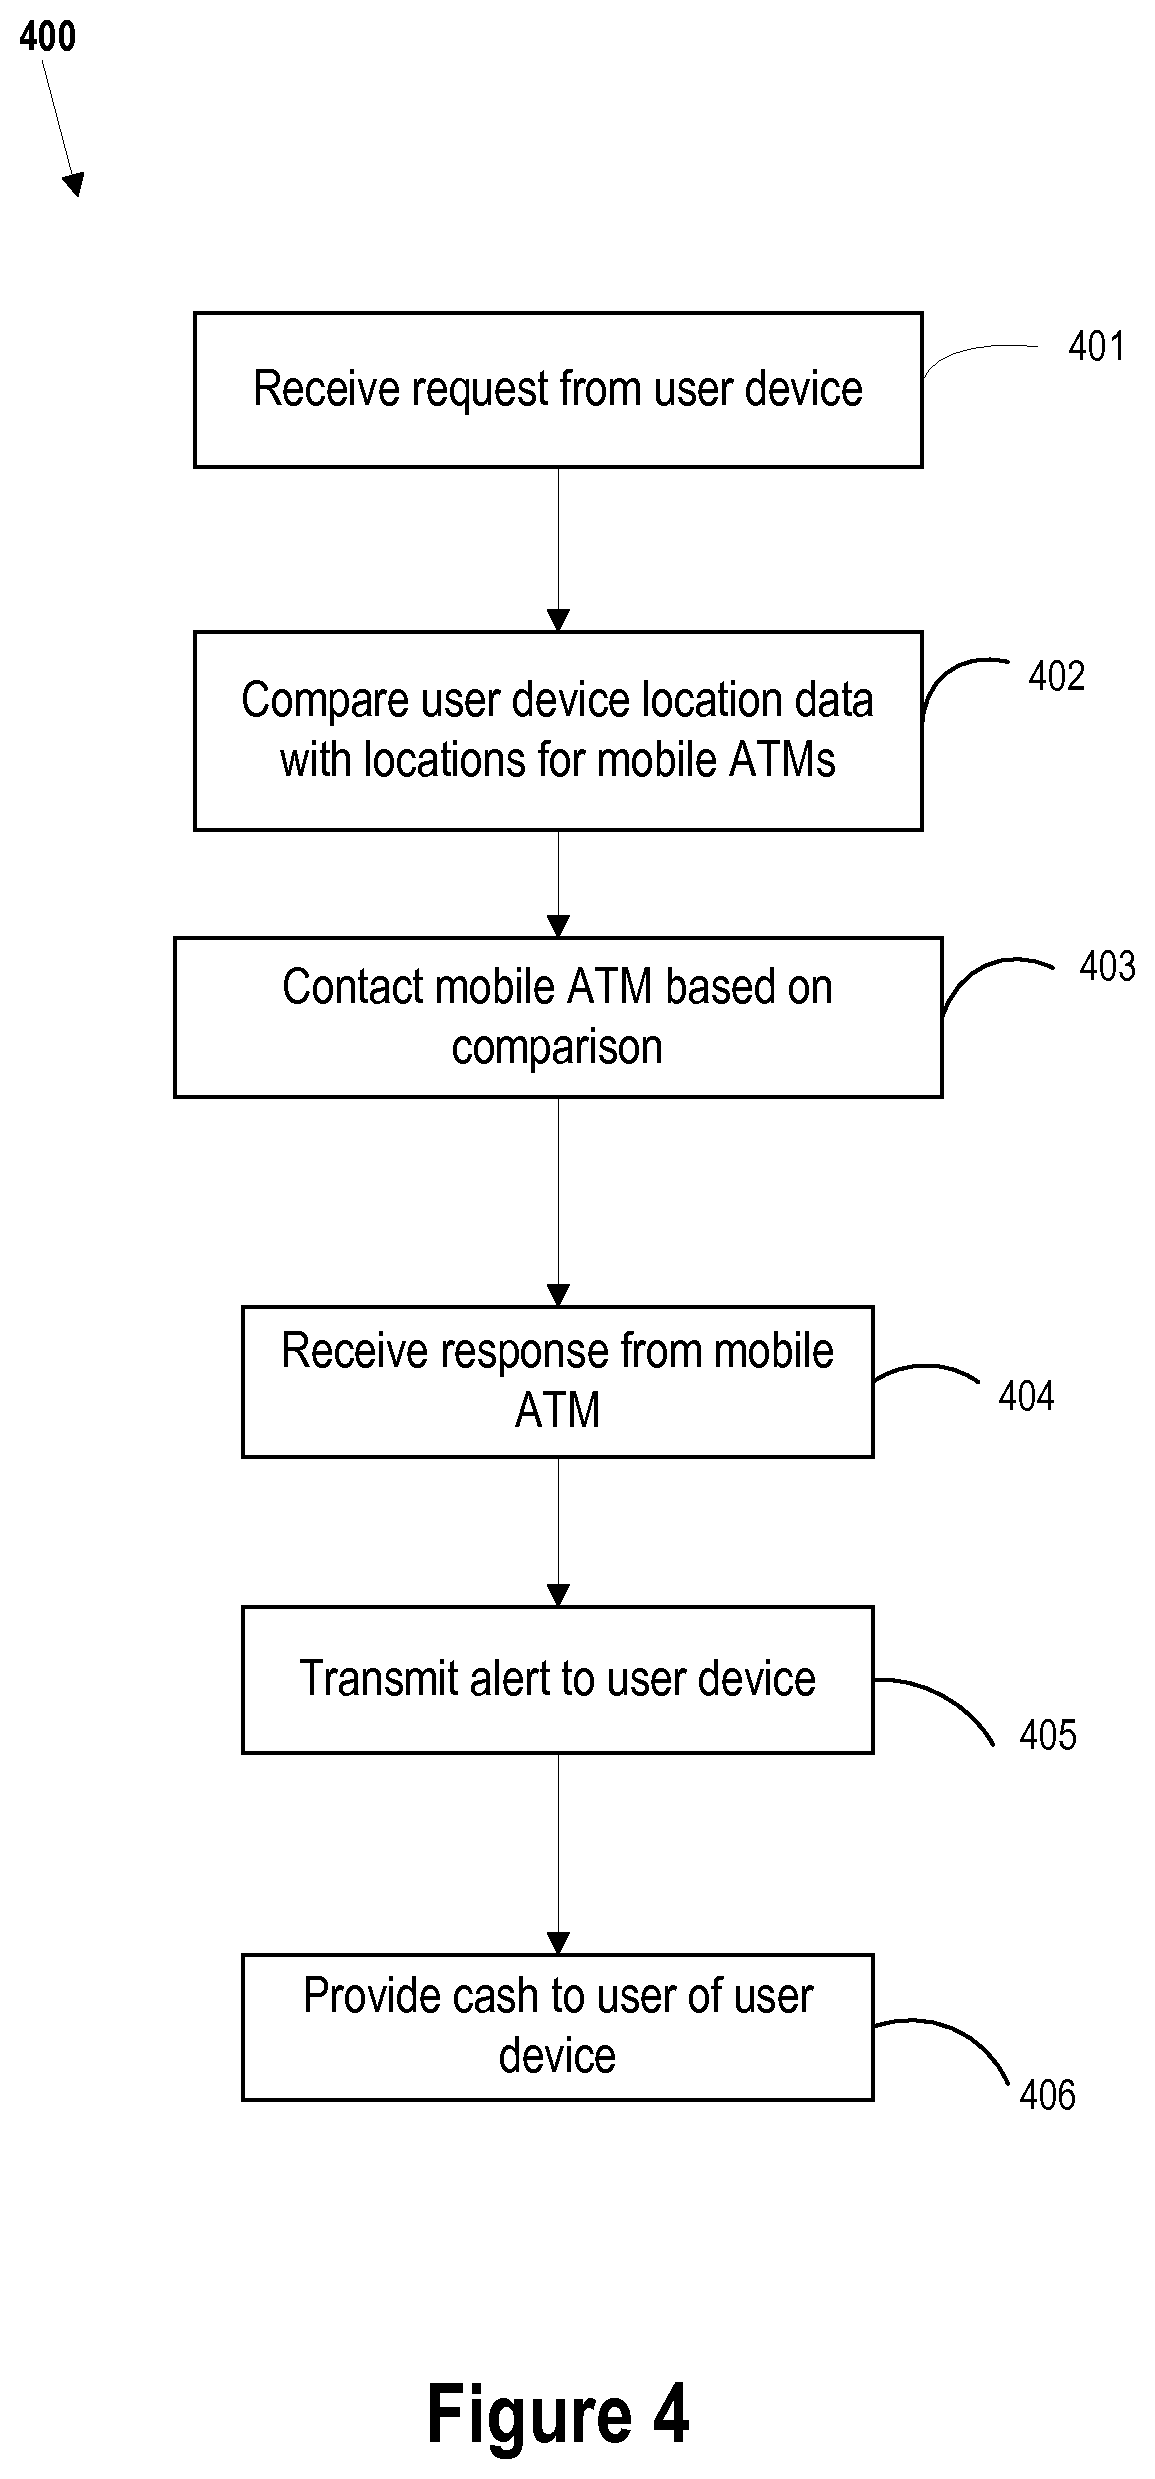 400
Receive request from user device
401
Compare user device location data
with locations for mobile ATMs
402
Contact mobile ATM based on
comparison
403
Receive response from mobile
ATM
404
Transmit alert to user device
405
Provide cash to user of user
device
406
Figure 4